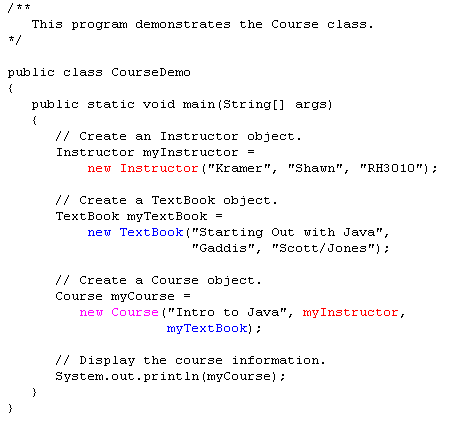 /**
   This program demonstrates the Course class.
*/

public class CourseDemo
{
   public static void main(String[] args)
   {
      // Create an Instructor object.
      Instructor myInstructor =
          new Instructor("Kramer", "Shawn", "RH3010");

      // Create a TextBook object.
      TextBook myTextBook =
          new TextBook("Starting Out with Java",
                       "Gaddis", "Scott/Jones");

      // Create a Course object.
      Course myCourse =
         new Course("Intro to Java", myInstructor,
                    myTextBook);

      // Display the course information.
      System.out.println(myCourse);
   }
}